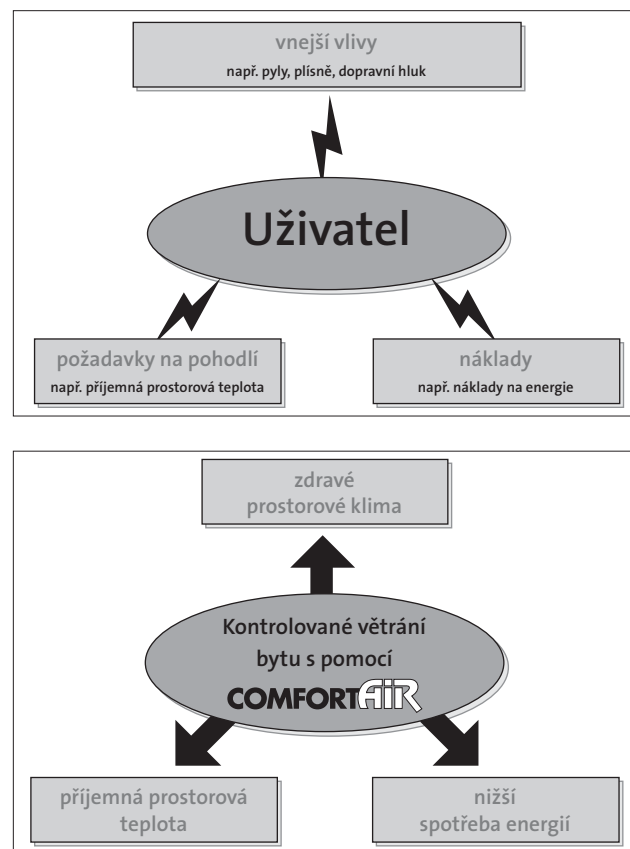 vnejší vlivy
např. pyly, plísně, dopravní hluk
Uživatel
požadavky na pohodlí
např. příjemná prostorová teplota
náklady
např. náklady na energie
zdravé
prostorové klima
Kontrolované větrání
bytu s pomocí
COMFORTAIR
příjemná prostorová
teplota
nižší
spotřeba energií